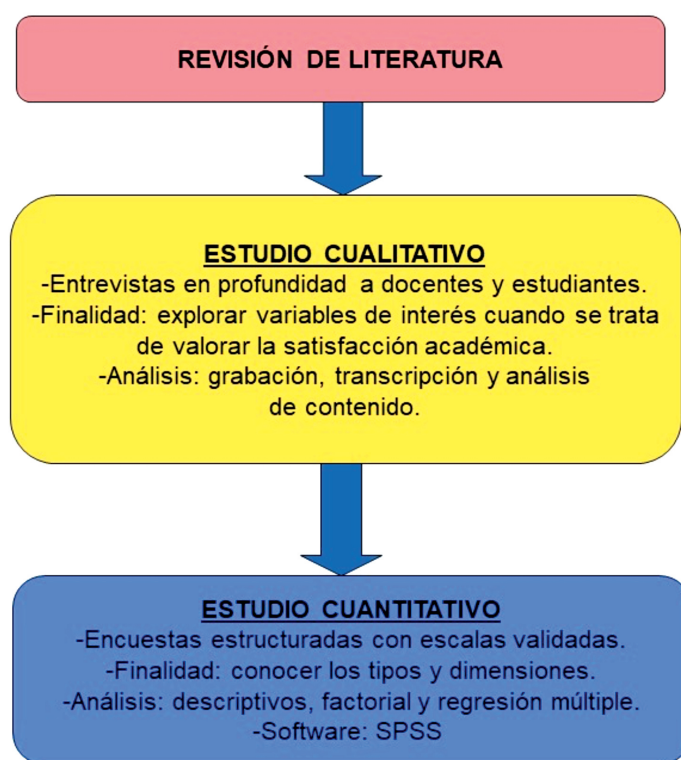 REVISIÓN DE LITERATURA
ESTUDIO CUALITATIVO
-Entrevistas en profundidad a docentes y estudiantes.
-Finalidad: explorar variables de interés cuando se trata
de valorar la satisfacción académica.
-Análisis: grabación, transcripción y análisis
de contenido.
ESTUDIO CUANTITATIVO
-Encuestas estructuradas con escalas validadas.
-Finalidad: conocer los tipos y dimensiones.
-Análisis: descriptivos, factorial y regresión múltiple.
-Software: SPSS